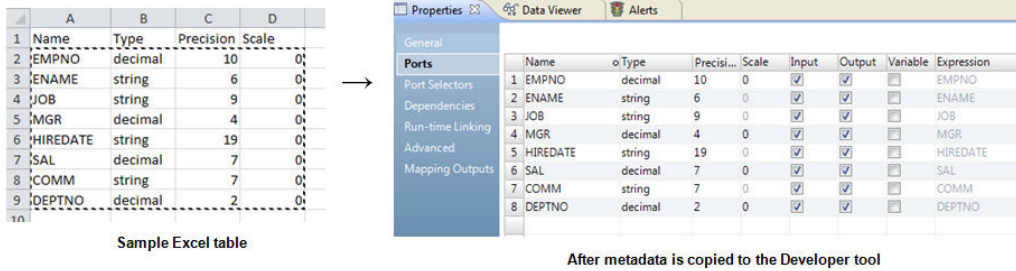 A B C D
1 Name Type Precision Scale
2 EMPNO decimal 10 0
3 ENAME string 6 0
4 JOB string 9 0
5 MGR decimal 4 0
6 HIREDATE string 19 0
7 SAL decimal 7 0
8 COMM string 7 0
9 DEPTNO decimal 2 0
10
Sample Excel table
→
Properties Data Viewer Alerts
General
Ports
Port Selectors
Dependencies
Run-time Linking
Advanced
Mapping Outputs
Name Type Precisi... Scale Input Output Variable Expression
1 EMPNO decimal 10 0 EMPNO
2 ENAME string 6 0 ENAME
3 JOB string 9 0 JOB
4 MGR decimal 4 0 MGR
5 HIREDATE string 19 0 HIREDATE
6 SAL decimal 7 0 SAL
7 COMM string 7 0 COMM
8 DEPTNO decimal 2 0 DEPTNO
After metadata is copied to the Developer tool